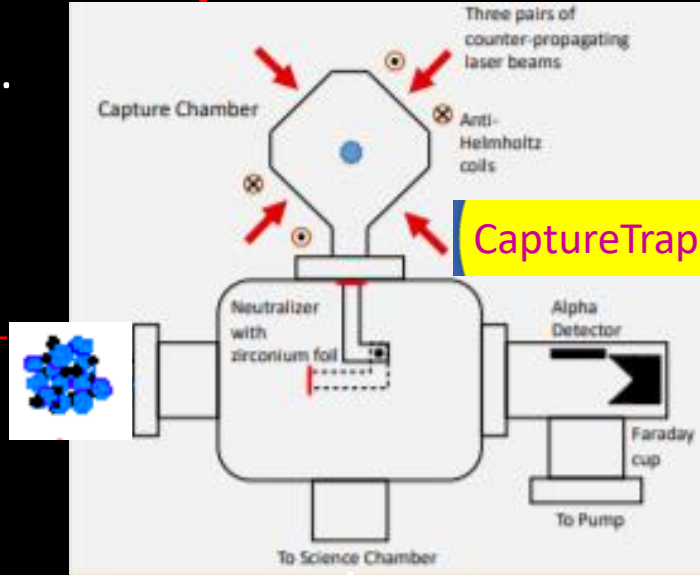 Three pairs of
counter-propagating
laser beams
Capture Chamber
Anti-
Helmholtz
coils
CaptureTrap
Neutralizer
with
zirconium foil
Alpha
Detector
Faraday
cup
To Pump
To Science Chamber